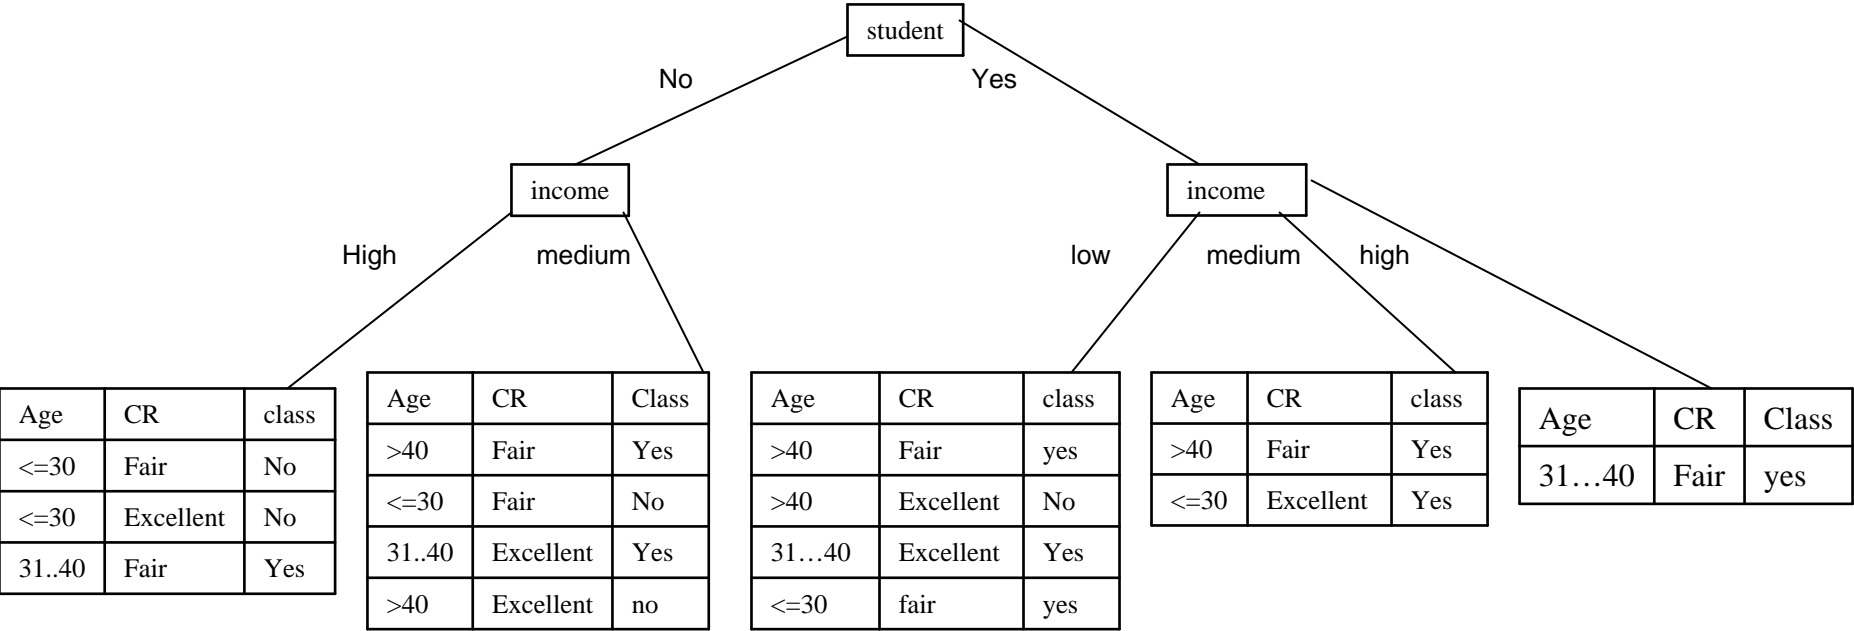 student
No
Yes
income
income
High
medium
low
medium
high
Age CR class
<=30 Fair No
<=30 Excellent No
31..40 Fair Yes
Age CR Class
>40 Fair Yes
<=30 Fair No
31..40 Excellent Yes
>40 Excellent no
Age CR class
>40 Fair yes
>40 Excellent No
31…40 Excellent Yes
<=30 fair yes
Age CR class
>40 Fair Yes
<=30 Excellent Yes
Age CR Class
31…40 Fair yes